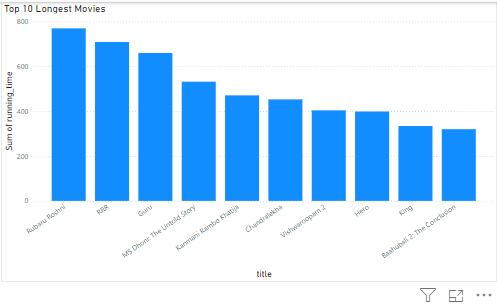 Top 10 Longest Movies
Sum of running_time
800
600
400
200
0
Rubaru Roshni
RRR
Guru
MS Dhoni: The Untold Story
Kanmani Rambo Khatija
Chandralekha
Vishwaroopam 2
Hero
King
Baahubali 2: The Conclusion
title